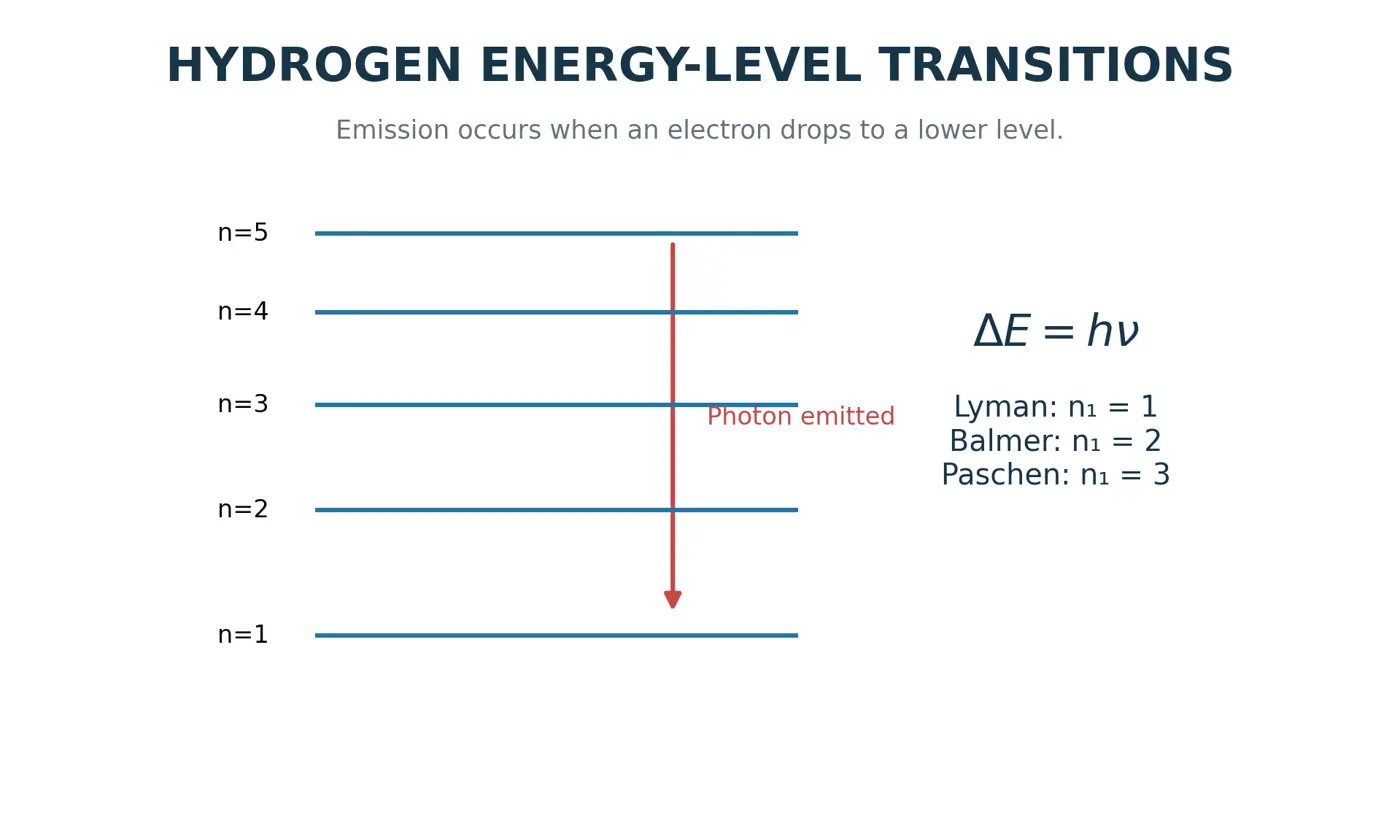 HYDROGEN ENERGY-LEVEL TRANSITIONS
Emission occurs when an electron drops to a lower level.
n=5
n=4
n=3
n=2
n=1
Photon emitted
ΔE = hν
Lyman: n₁ = 1
Balmer: n₁ = 2
Paschen: n₁ = 3